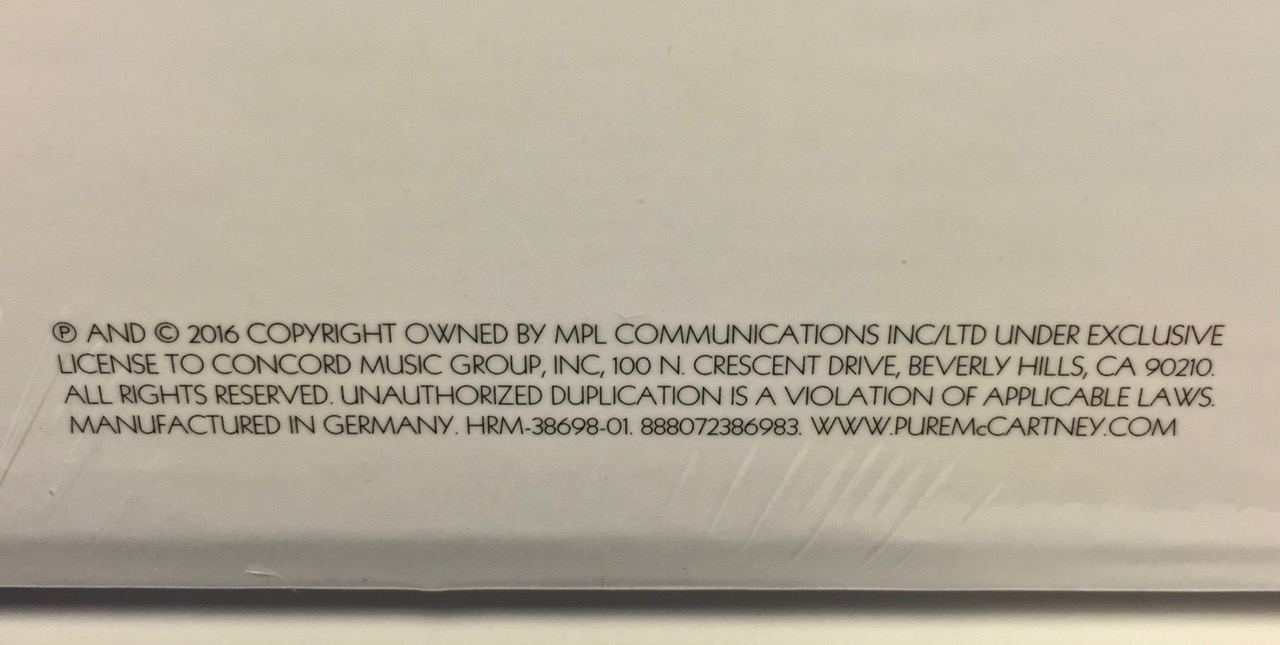 ℗ AND © 2016 COPYRIGHT OWNED BY MPL COMMUNICATIONS INC/LTD UNDER EXCLUSIVE
LICENSE TO CONCORD MUSIC GROUP, INC, 100 N. CRESCENT DRIVE, BEVERLY HILLS, CA 90210.
ALL RIGHTS RESERVED. UNAUTHORIZED DUPLICATION IS A VIOLATION OF APPLICABLE LAWS.
MANUFACTURED IN GERMANY. HRM-38698-01. 888072386983. WWW.PUREMcCARTNEY.COM